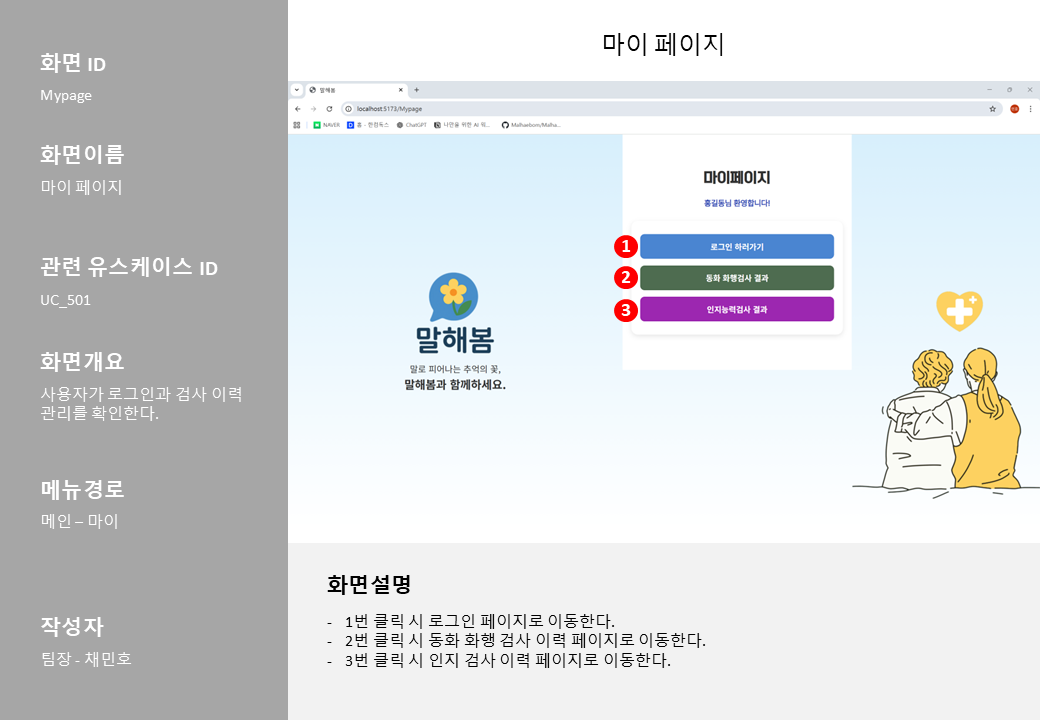 화면 ID
Mypage
화면이름
마이 페이지
관련 유스케이스 ID
UC_501
화면개요
사용자가 로그인과 검사 이력
관리를 확인한다.
메뉴경로
메인 – 마이
작성자
팀장 - 채민호
마이 페이지
말해봄
localhost:5173/Mypage
NAVER
홈 - 한컴독스
ChatGPT
나만을 위한 AI 워...
Malhaebom/Malha...
마이페이지
홍길동님 환영합니다!
1 로그인 하러가기
2 동화 화행검사 결과
3 인지능력검사 결과
말해봄
말로 피어나는 추억의 꽃,
말해봄과 함께하세요.
화면설명
- 1번 클릭 시 로그인 페이지로 이동한다.
- 2번 클릭 시 동화 화행 검사 이력 페이지로 이동한다.
- 3번 클릭 시 인지 검사 이력 페이지로 이동한다.